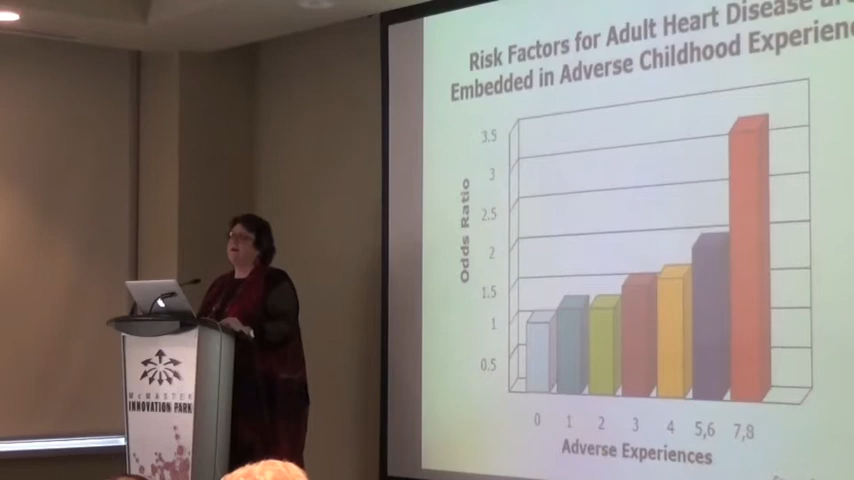 Risk Factors for Adult Heart Disease are
Embedded in Adverse Childhood Experien
3.5
3
2.5
2
1.5
1
0.5
Odds Ratio
0 1 2 3 4 5,6 7,8
Adverse Experiences
McMASTER
INNOVATION PARK
McMASTER